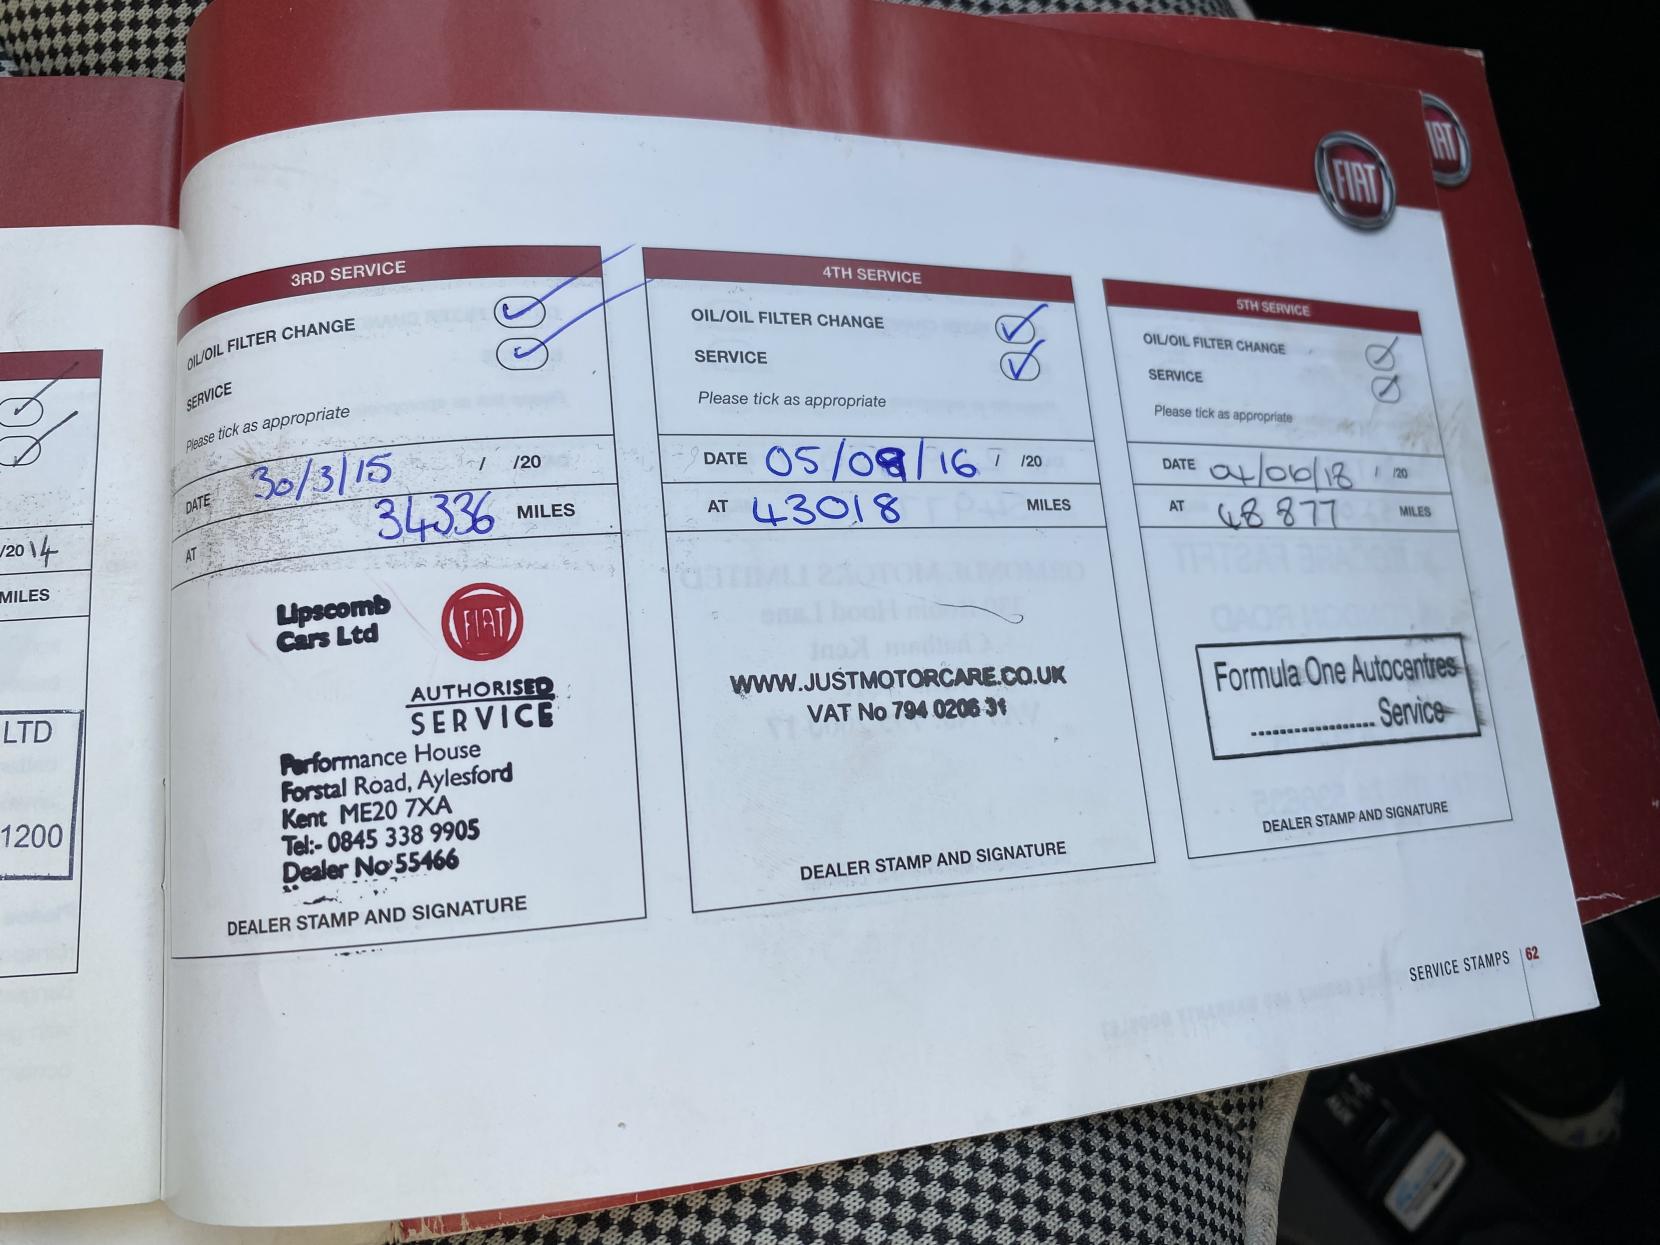 /20 14
MILES
LTD
1200
FIAT
3RD SERVICE
OIL/OIL FILTER CHANGE
SERVICE
Please tick as appropriate
DATE 30/3/15 / /20
AT 34336 MILES
Lipscomb
Cars Ltd
FIAT
AUTHORISED
SERVICE
Performance House
Forstal Road, Aylesford
Kent ME20 7XA
Tel:- 0845 338 9905
Dealer No 55466
DEALER STAMP AND SIGNATURE
4TH SERVICE
OIL/OIL FILTER CHANGE
SERVICE
Please tick as appropriate
DATE 05/09/16 / /20
AT 43018 MILES
WWW.JUSTMOTORCARE.CO.UK
VAT No 794 0206 31
DEALER STAMP AND SIGNATURE
5TH SERVICE
OIL/OIL FILTER CHANGE
SERVICE
Please tick as appropriate
DATE 04/06/18 / /20
AT 48877 MILES
Formula One Autocentres
.................... Service
DEALER STAMP AND SIGNATURE
SERVICE STAMPS 62